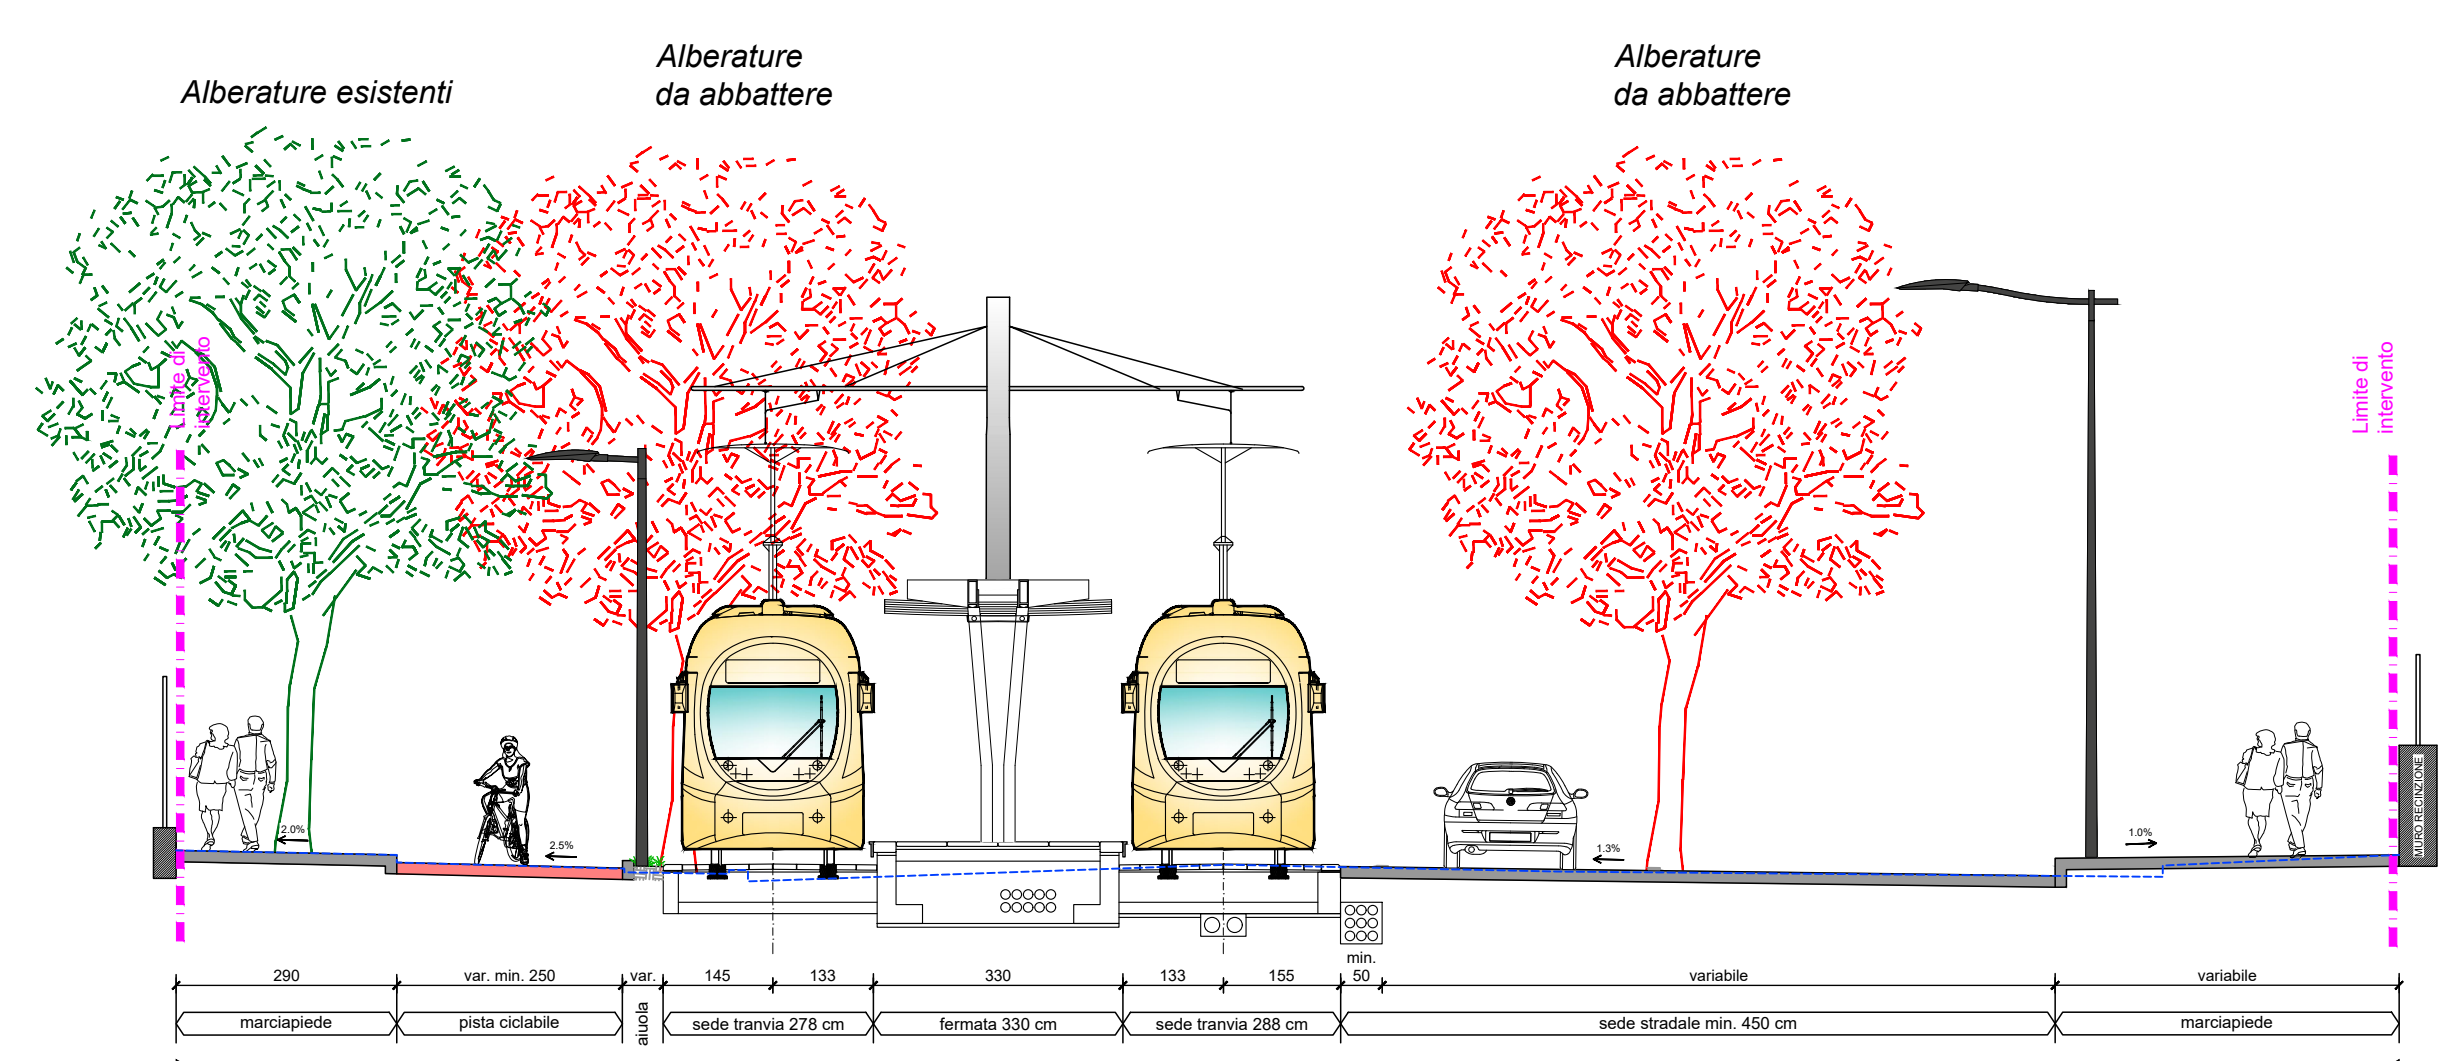 Alberature
da abbattere
Alberature
da abbattere
Alberature esistenti
Limite di
intervento
Limite di
intervento
MURO RECINZIONE
2.0%
2.5%
1.3%
1.0%
min.
290
var. min. 250
var.
145
133
330
133
155
50
variabile
variabile
marciapiede
pista ciclabile
aiuola
sede tranvia 278 cm
fermata 330 cm
sede tranvia 288 cm
sede stradale min. 450 cm
marciapiede